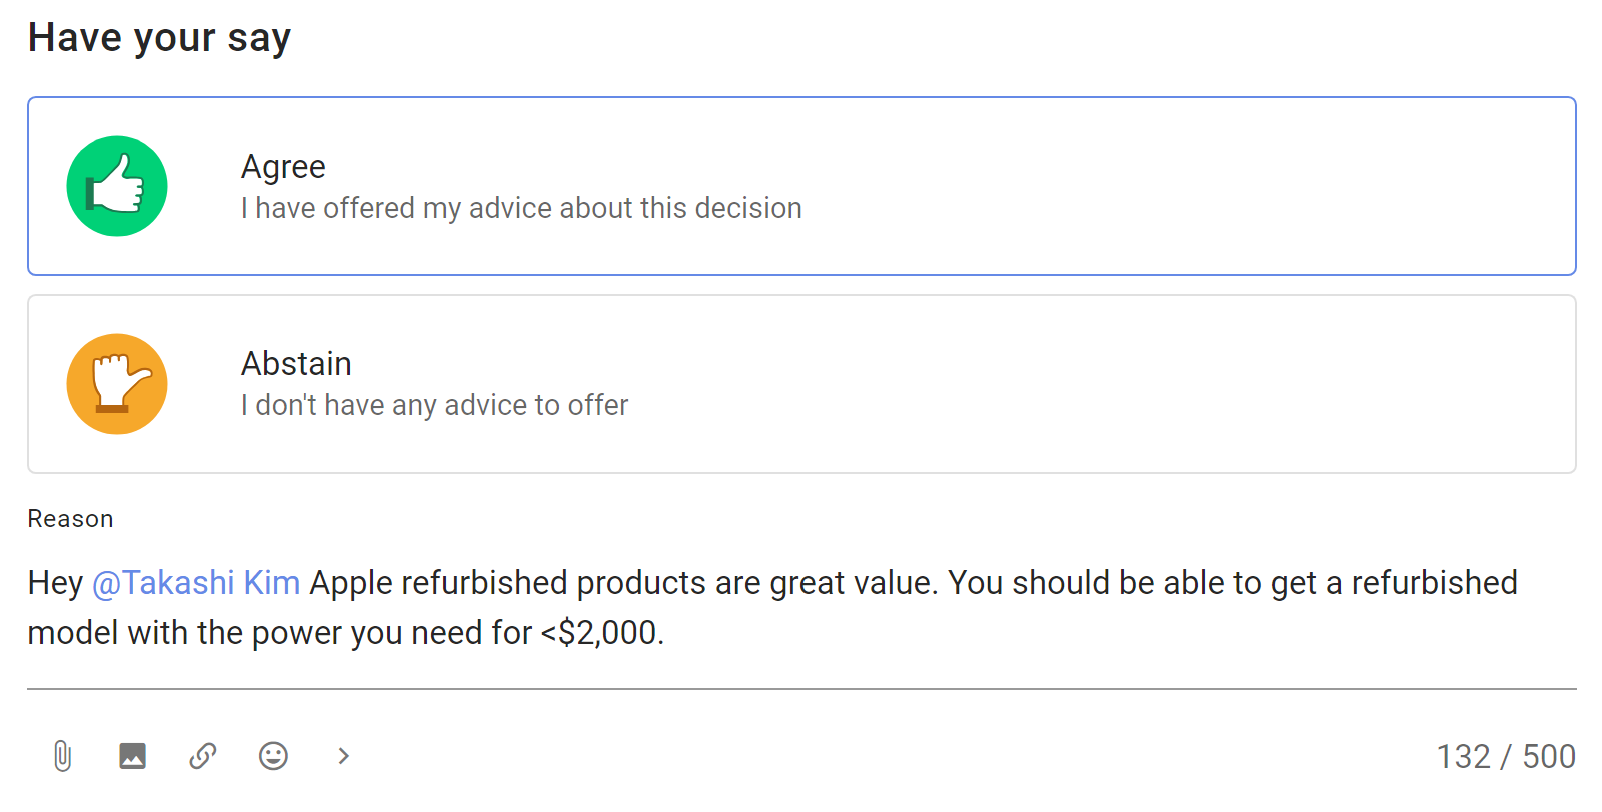 Have your say
Agree
I have offered my advice about this decision
Abstain
I don't have any advice to offer
Reason
Hey @Takashi Kim Apple refurbished products are great value. You should be able to get a refurbished
model with the power you need for <$2,000.
132 / 500